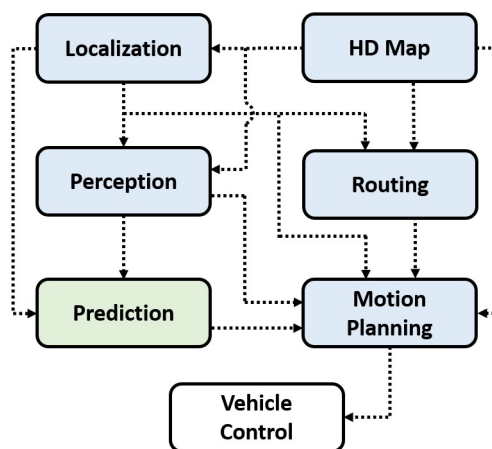 Localization
HD Map
Perception
Routing
Prediction
Motion
Planning
Vehicle
Control